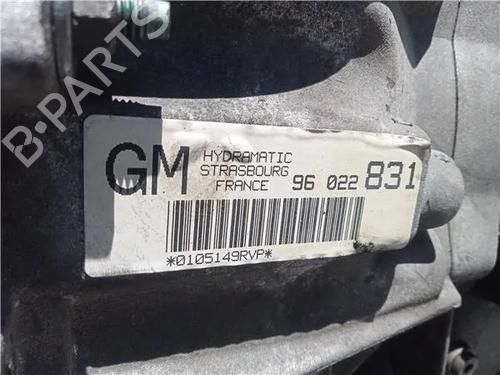 B-PARTS
GM
HYDRAMATIC
STRASBOURG
FRANCE 96 022 831
*0105149RVP*